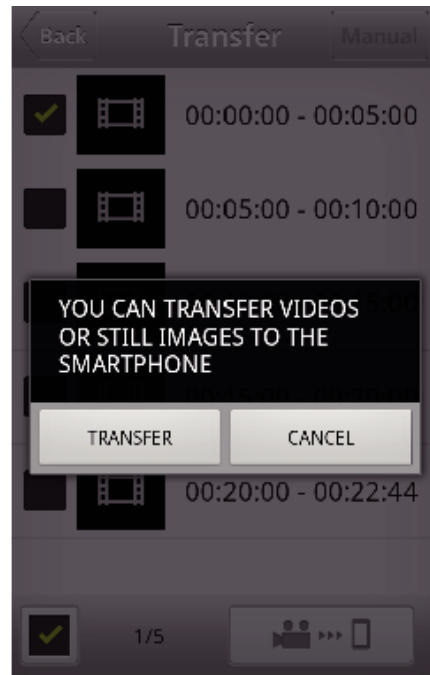 Back
Transfer
Manual
00:00:00 - 00:05:00
00:05:00 - 00:10:00
YOU CAN TRANSFER VIDEOS
OR STILL IMAGES TO THE
SMARTPHONE
TRANSFER
CANCEL
00:20:00 - 00:22:44
1/5